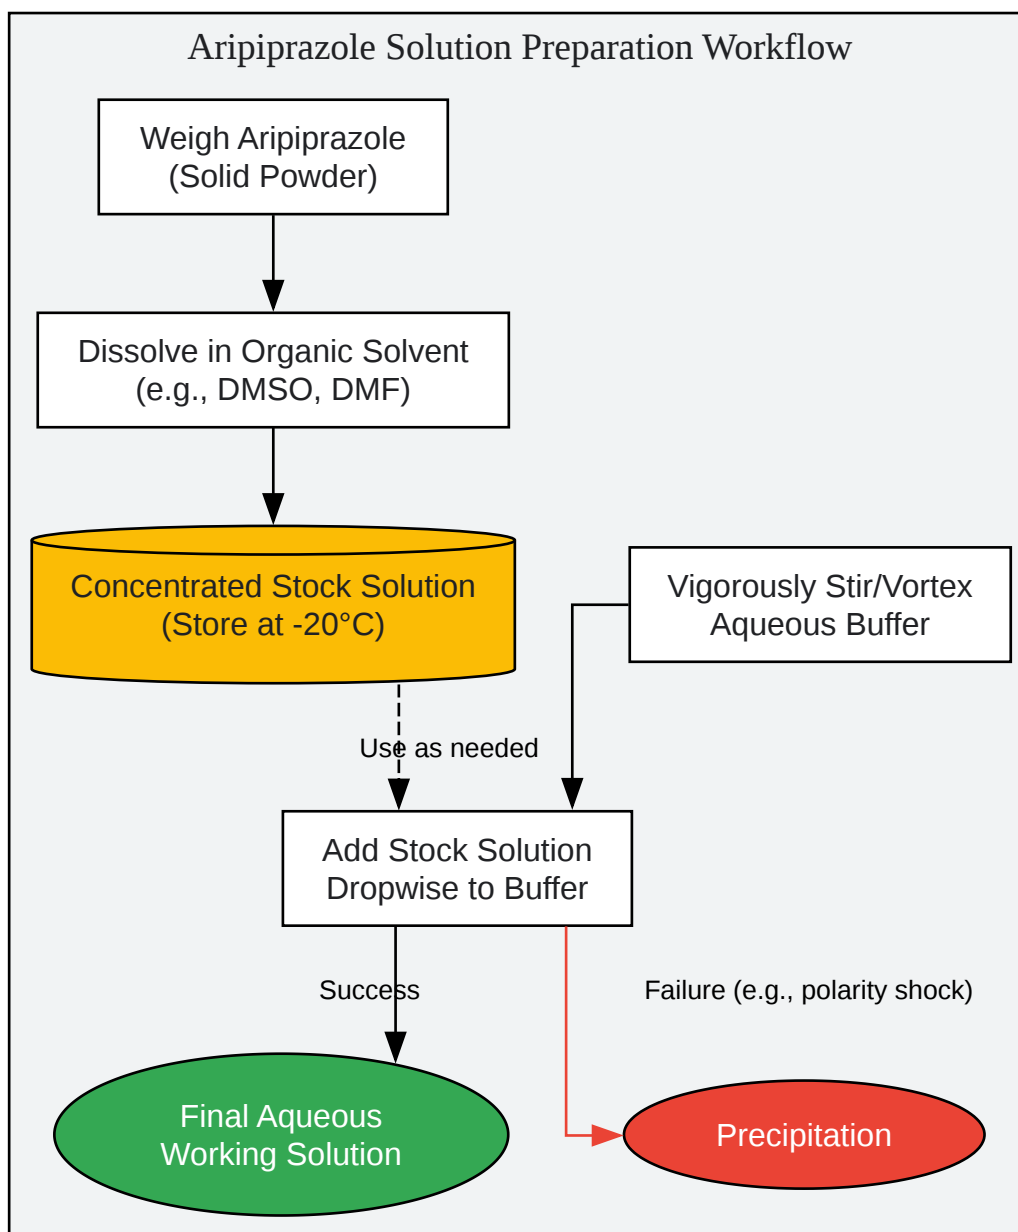 Aripiprazole Solution Preparation Workflow
Weigh Aripiprazole
(Solid Powder)
Dissolve in Organic Solvent
(e.g., DMSO, DMF)
Concentrated Stock Solution
(Store at -20°C)
Vigorously Stir/Vortex
Aqueous Buffer
Use as needed
Add Stock Solution
Dropwise to Buffer
Success
Failure (e.g., polarity shock)
Final Aqueous
Working Solution
Precipitation